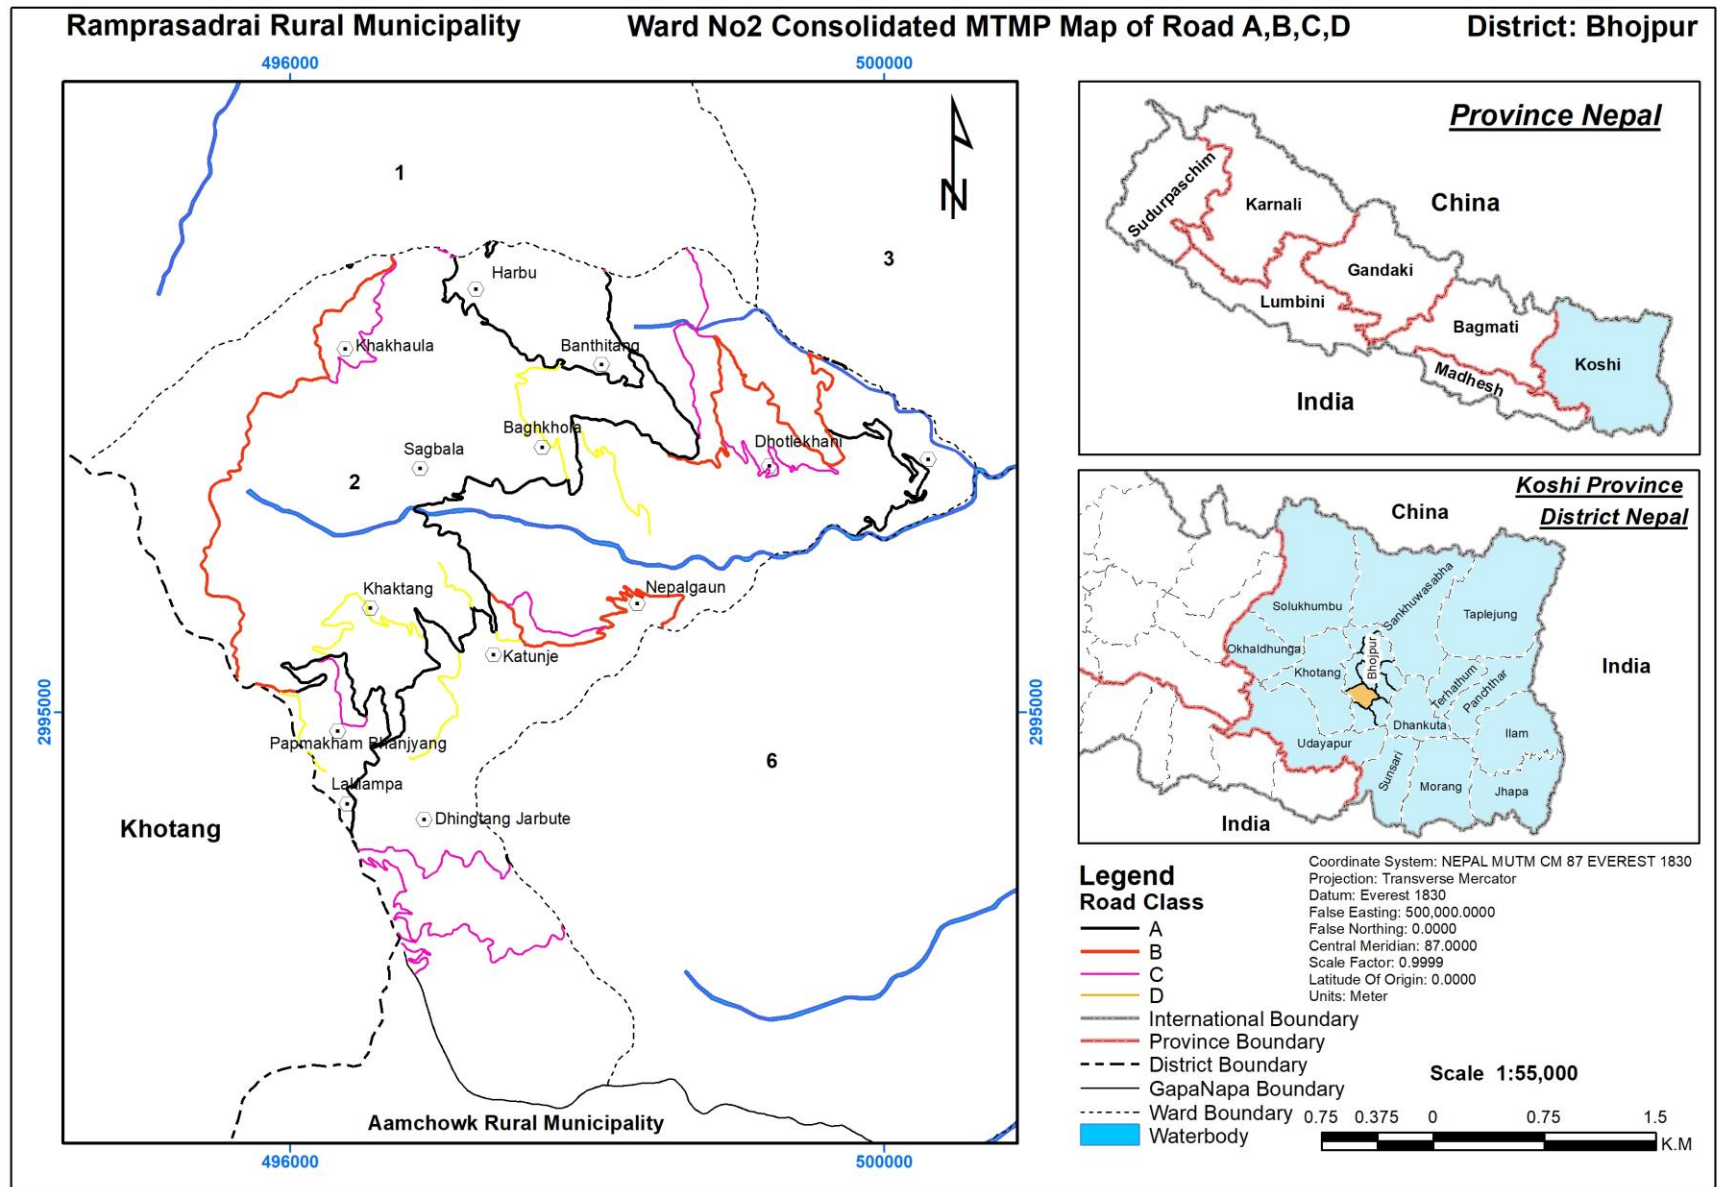 Ramprasadrai Rural Municipality
Ward No2 Consolidated MTMP Map of Road A,B,C,D
District: Bhojpur
496000
500000
1
3
N
Harbu
Khakhaula
Banthitang
Baghkhola
Sagbala
Dhotlekhani
2
Khaktang
Nepalgaun
Katunje
2995000
2995000
Papmakham Bhanjyang
6
Laklampa
Khotang
Dhingtang Jarbute
Aamchowk Rural Municipality
496000
500000
Province Nepal
China
Sudurpaschim
Karnali
Gandaki
Lumbini
Bagmati
Koshi
Madhesh
India
Koshi Province
District Nepal
China
Sankhuwasabha
Solukhumbu
Taplejung
Okhaldhunga
Bhojpur
India
Khotang
Terhathum
Panchthar
Dhankuta
Udayapur
Ilam
Sunsari
Morang
Jhapa
India
Legend
Road Class
A
B
C
D
International Boundary
Province Boundary
District Boundary
GapaNapa Boundary
Ward Boundary
Waterbody
Coordinate System: NEPAL MUTM CM 87 EVEREST 1830
Projection: Transverse Mercator
Datum: Everest 1830
False Easting: 500,000.0000
False Northing: 0.0000
Central Meridian: 87.0000
Scale Factor: 0.9999
Latitude Of Origin: 0.0000
Units: Meter
Scale 1:55,000
0.75 0.375 0 0.75 1.5
K.M